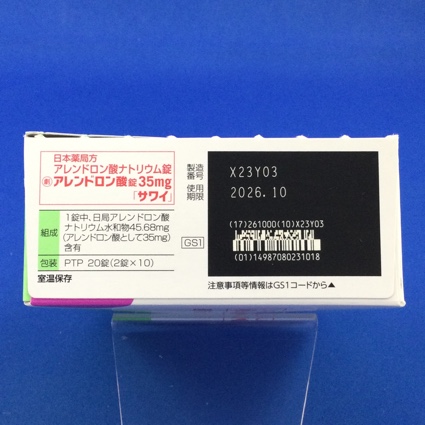 日本薬局方
アレンドロン酸ナトリウム錠
劇 アレンドロン酸錠35mg
「サワイ」
組成
1錠中、日局アレンドロン酸
ナトリウム水和物45.68mg
(アレンドロン酸として35mg)
含有
包装 PTP 20錠(2錠×10)
室温保存
GS1
製造番号 X23Y03
使用期限 2026.10
(17)261000(10)X23Y03
(01)14987080231018
注意事項等情報はGS1コードから▲